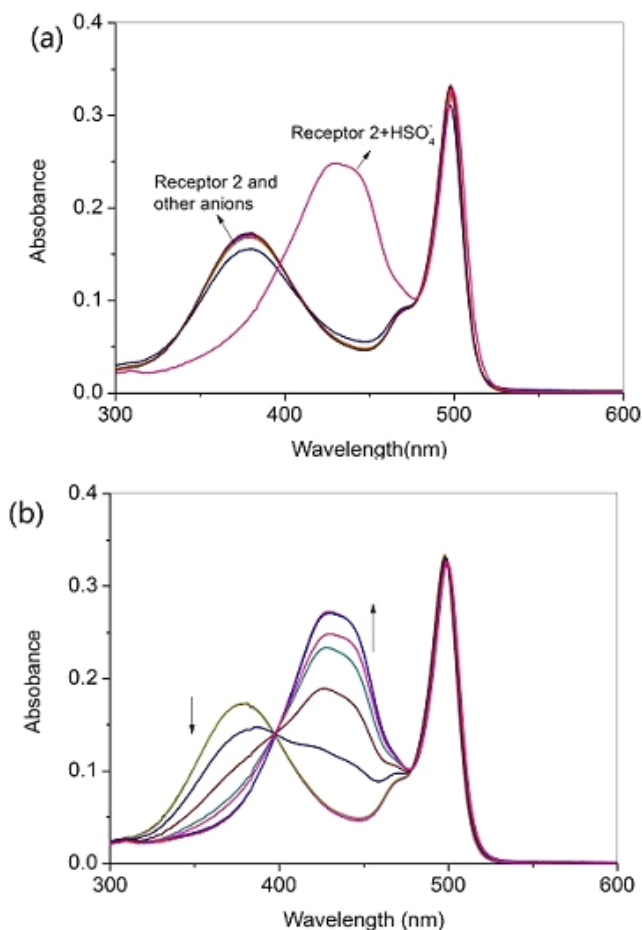 (a)
0.4
0.3
0.2
0.1
0.0
Absobance
Receptor 2+HSO4-
Receptor 2 and
other anions
300
400
500
600
Wavelength(nm)
(b)
0.4
0.3
0.2
0.1
0.0
Absobance
300
400
500
600
Wavelength (nm)